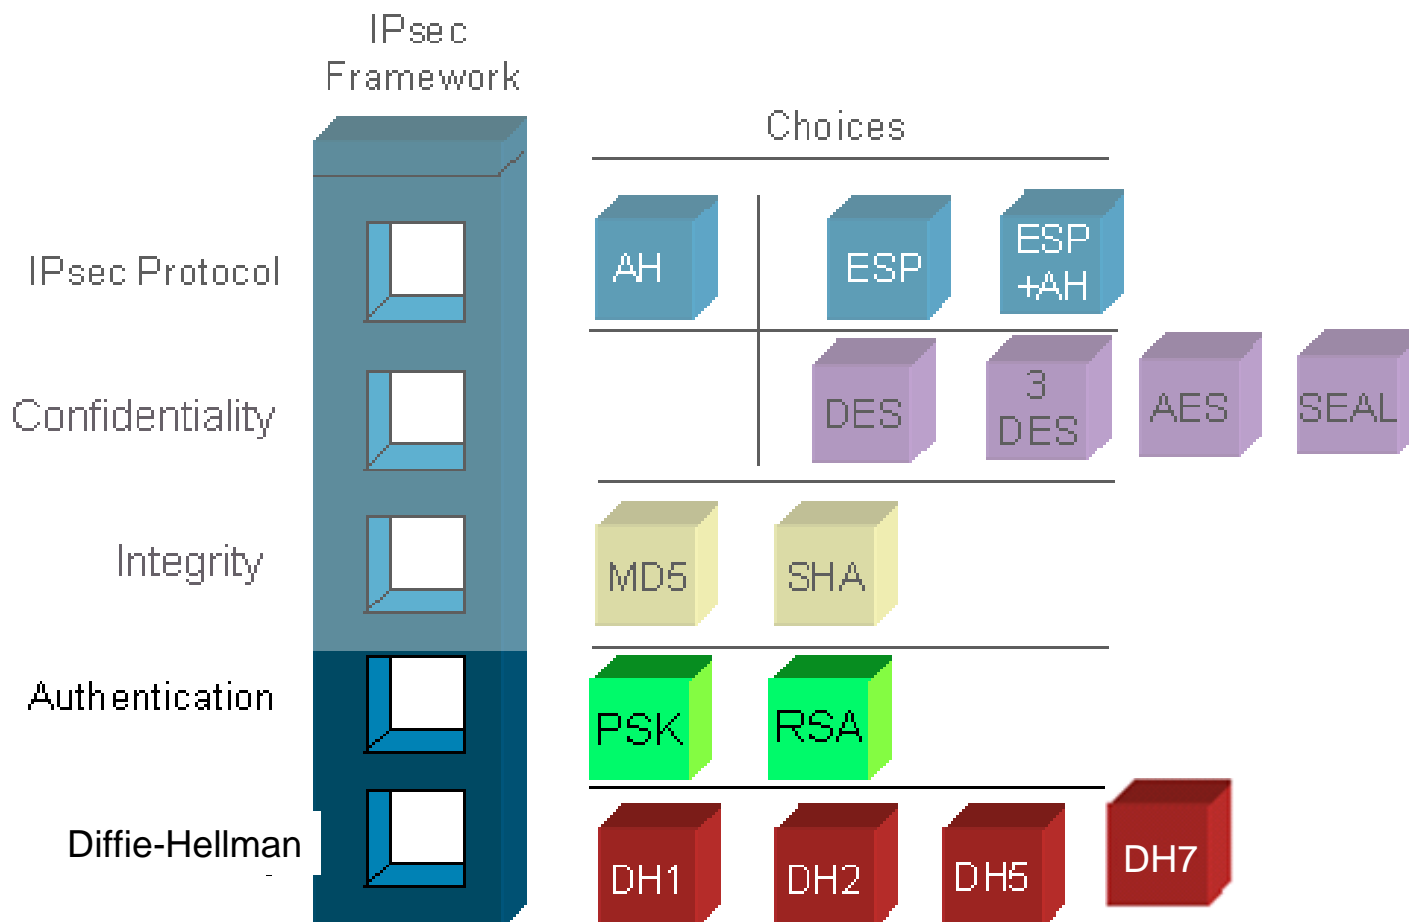 IPsec
Framework
Choices
IPsec Protocol
AH
ESP
ESP
+AH
Confidentiality
DES
3
DES
AES
SEAL
Integrity
MD5
SHA
Authentication
PSK
RSA
Diffie-Hellman
DH1
DH2
DH5
DH7